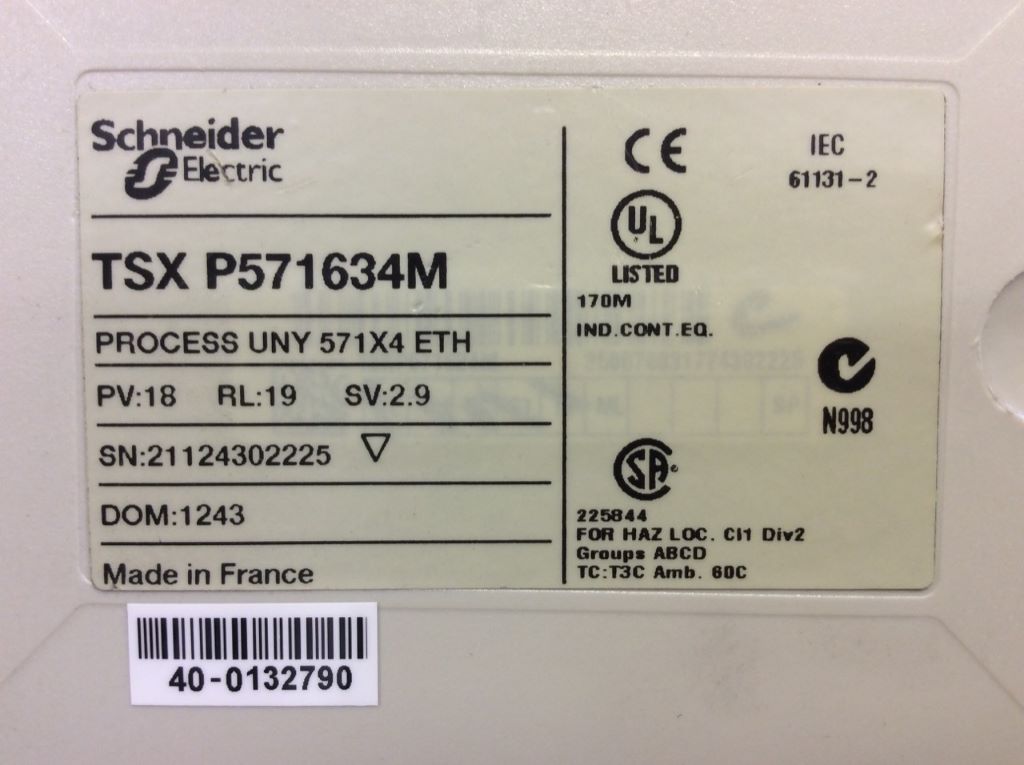 Schneider
Electric
TSX P571634M
PROCESS UNY 571X4 ETH
PV:18 RL:19 SV:2.9
SN:21124302225
DOM:1243
Made in France
CE
IEC
61131-2
UL
LISTED
170M
IND.CONT.EQ.
N998
SA
225844
FOR HAZ LOC. Cl1 Div2
Groups ABCD
TC:T3C Amb. 60C
40-0132790